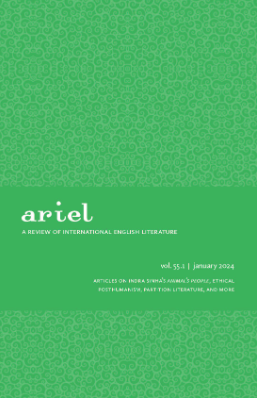 ariel
A REVIEW OF INTERNATIONAL ENGLISH LITERATURE
vol. 55.1 | january 2024
ARTICLES ON INDRA SINHA'S ANIMAL'S PEOPLE, ETHICAL
POSTHUMANISM, PARTITION LITERATURE, AND MORE